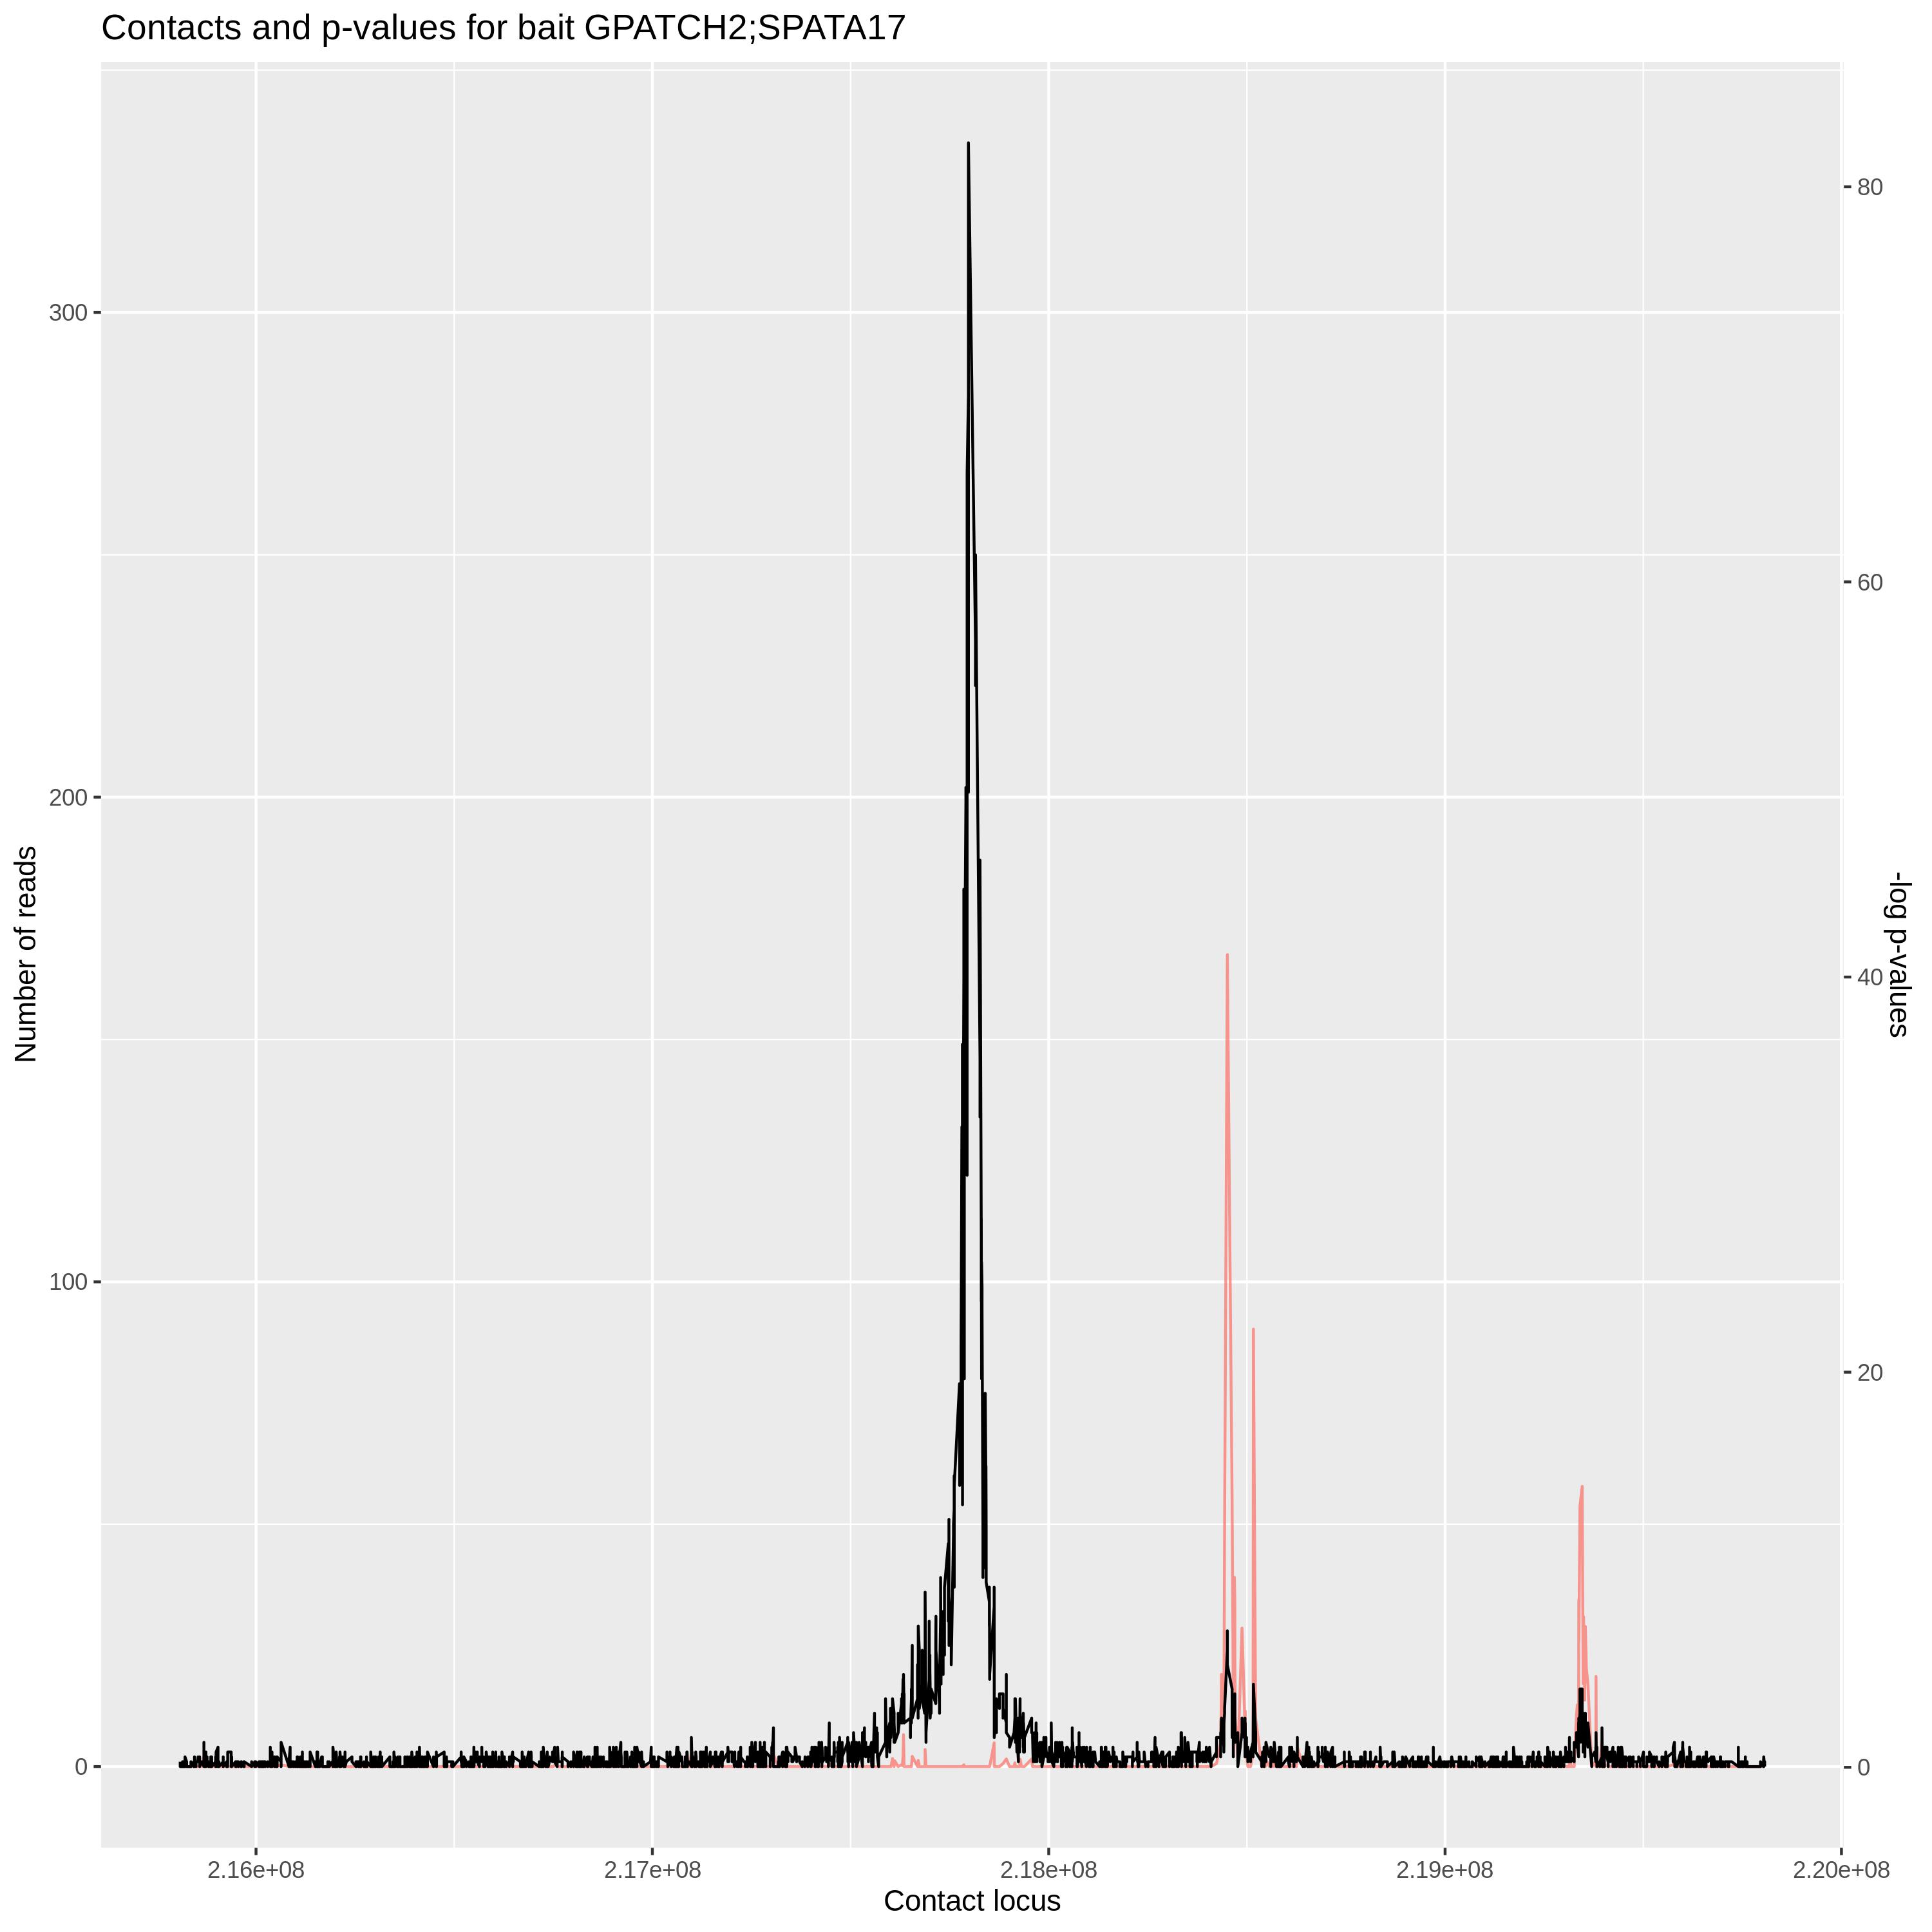 Contacts and p-values for bait GPATCH2;SPATA17
300
200
100
0
Number of reads
80
60
40
20
0
-log p-values
2.16e+08
2.17e+08
2.18e+08
2.19e+08
2.20e+08
Contact locus